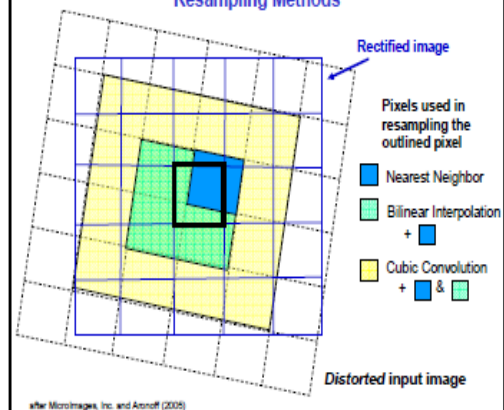 Resampling Methods
Rectified image
Pixels used in
resampling the
outlined pixel
Nearest Neighbor
Bilinear Interpolation
+
Cubic Convolution
+ &
Distorted input image
after MicroImages, Inc. and Aronoff (2005)